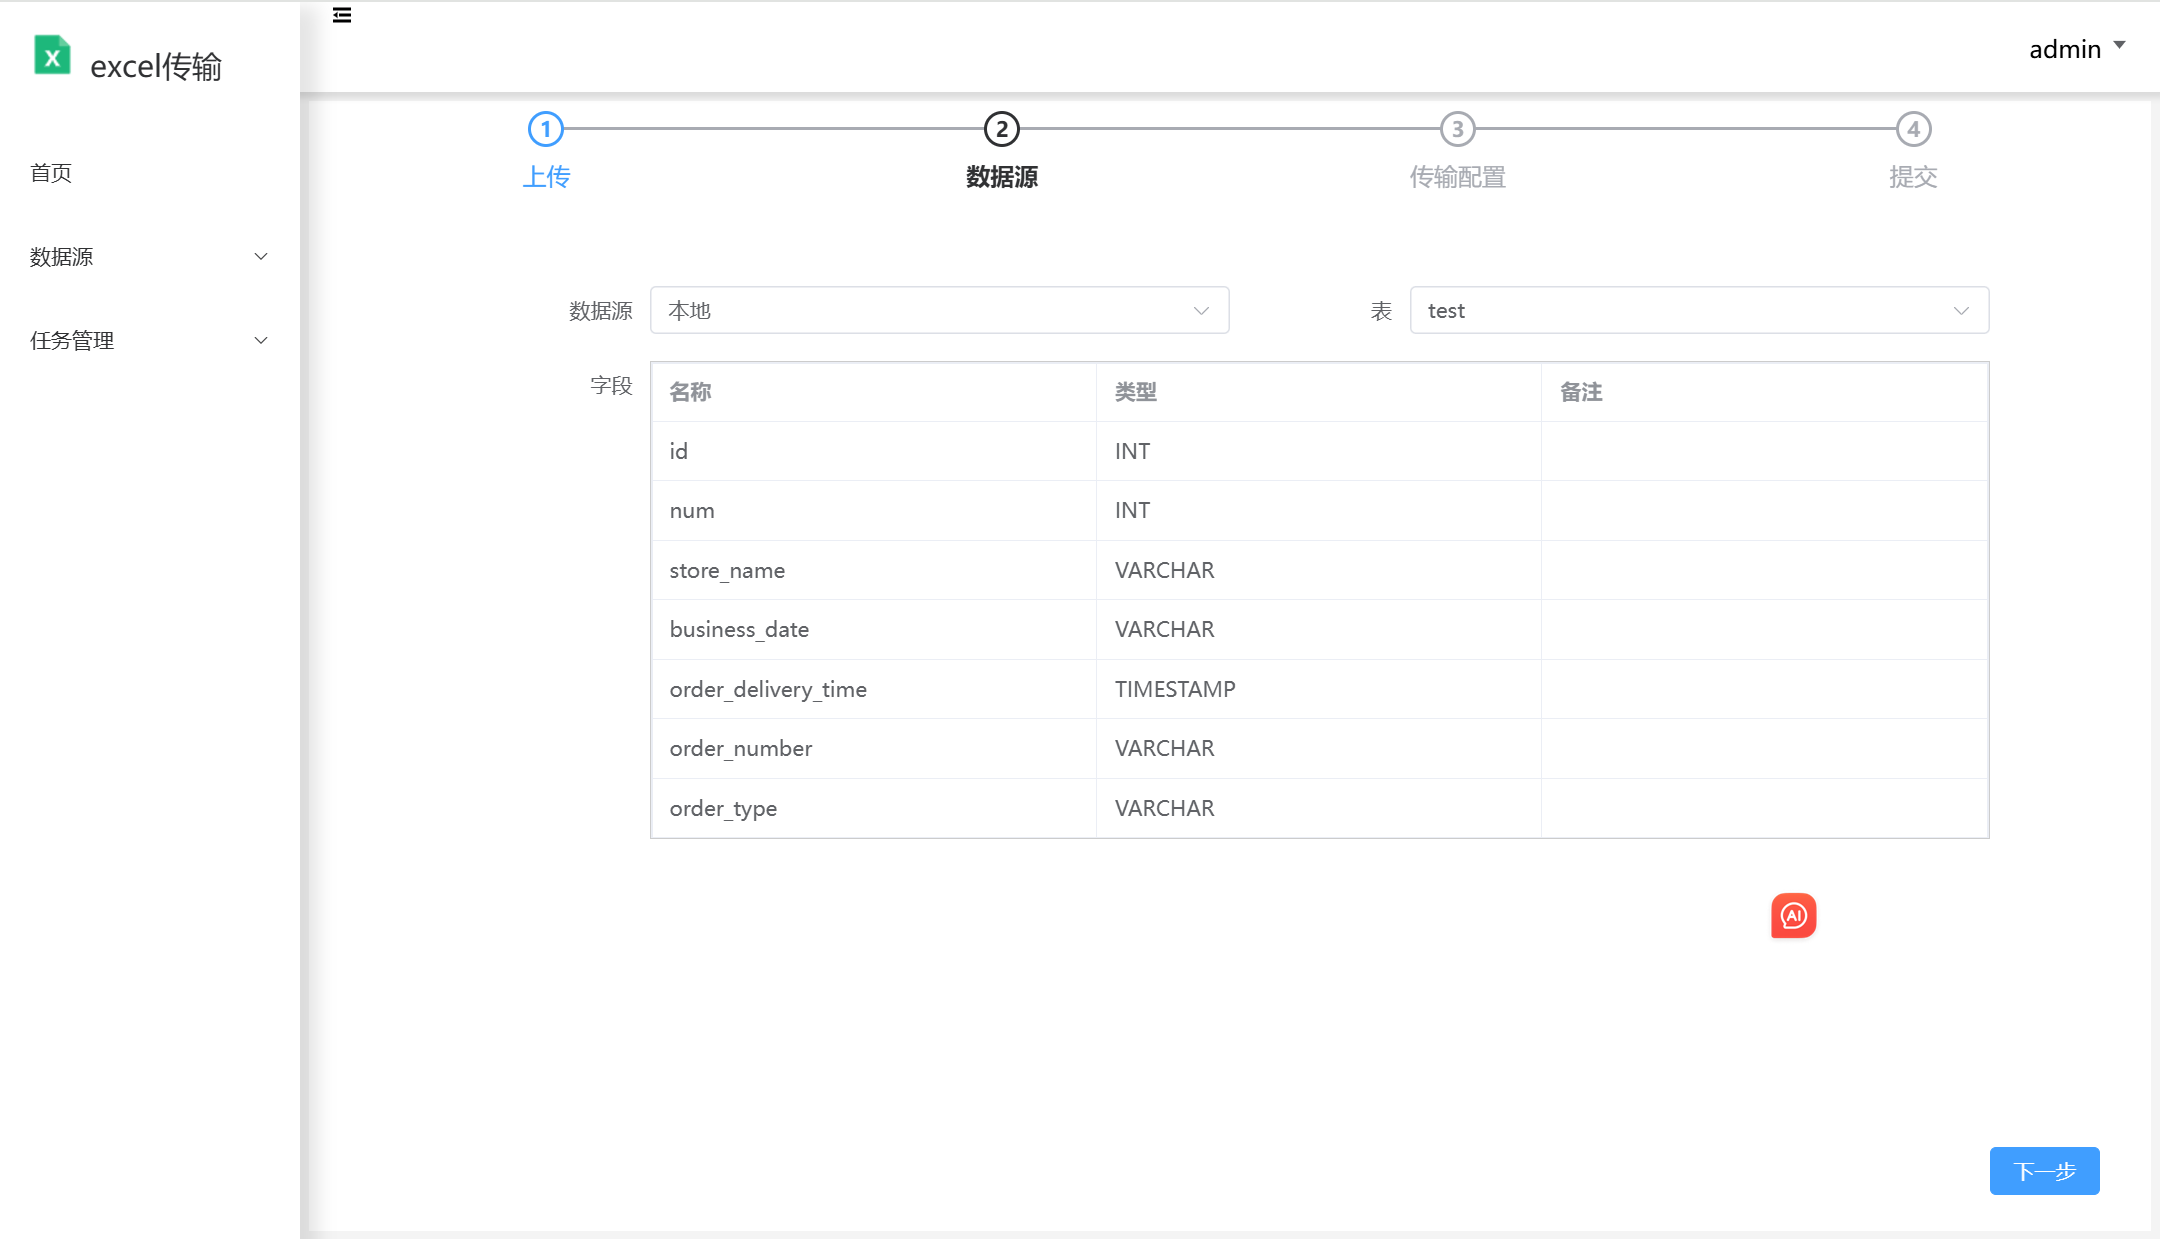 excel传输
admin
首页
数据源
任务管理
1
2
3
4
上传
数据源
传输配置
提交
数据源 本地 表 test
字段 名称 类型 备注
id INT
num INT
store_name VARCHAR
business_date VARCHAR
order_delivery_time TIMESTAMP
order_number VARCHAR
order_type VARCHAR
AI
下一步